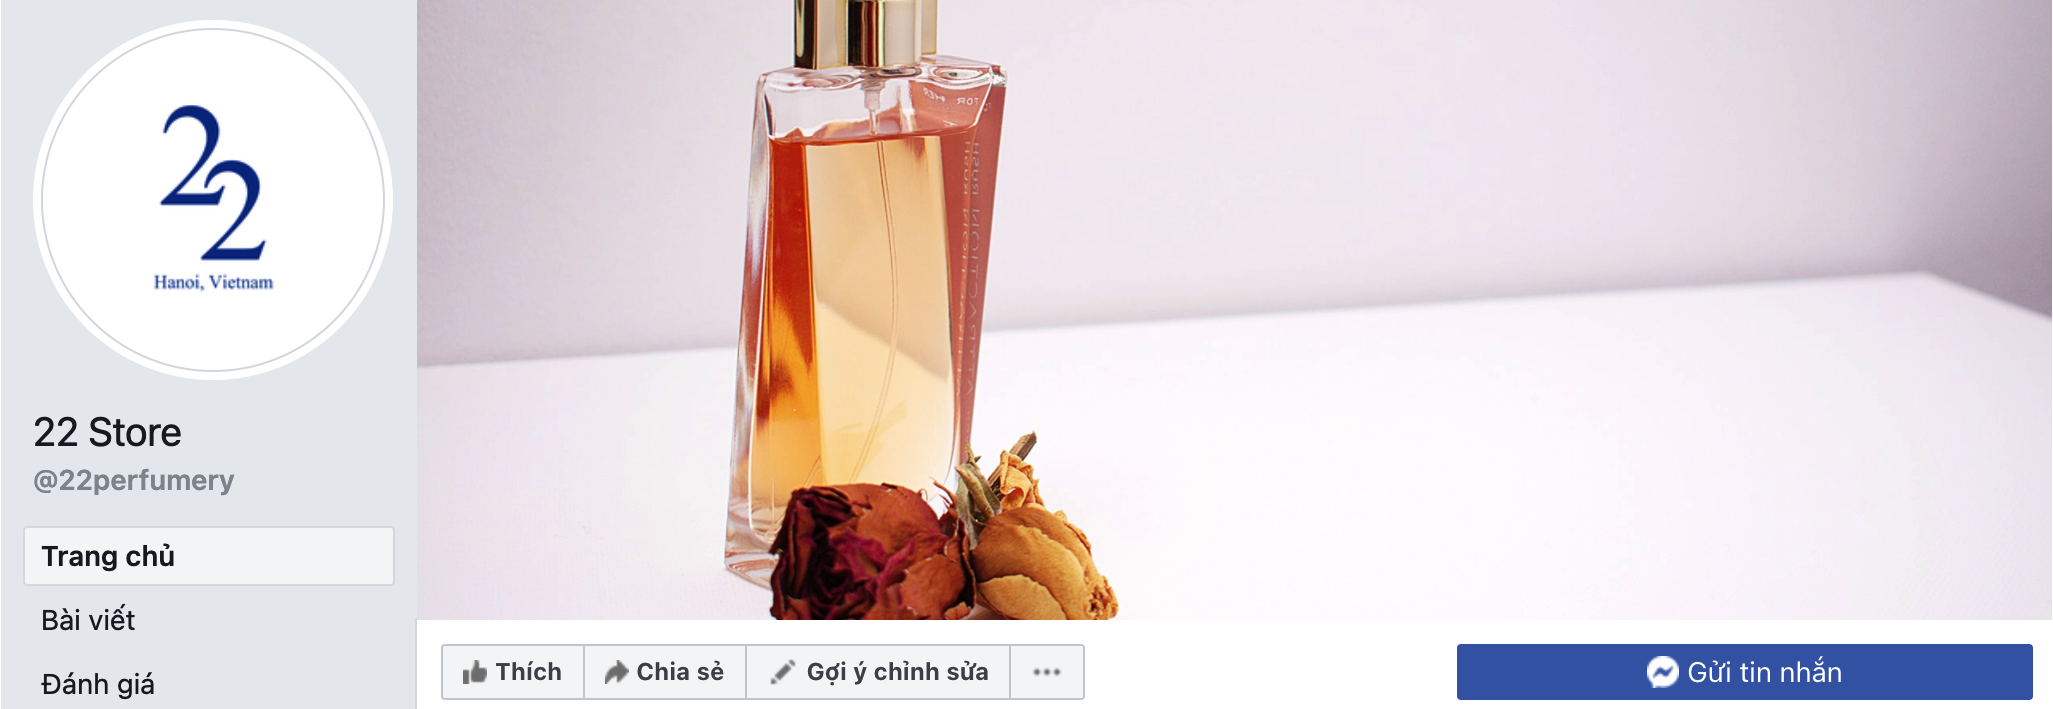 22
Hanoi, Vietnam
22 Store
@22perfumery
Trang chủ
Bài viết
Đánh giá
Thích
Chia sẻ
Gợi ý chỉnh sửa
Gửi tin nhắn